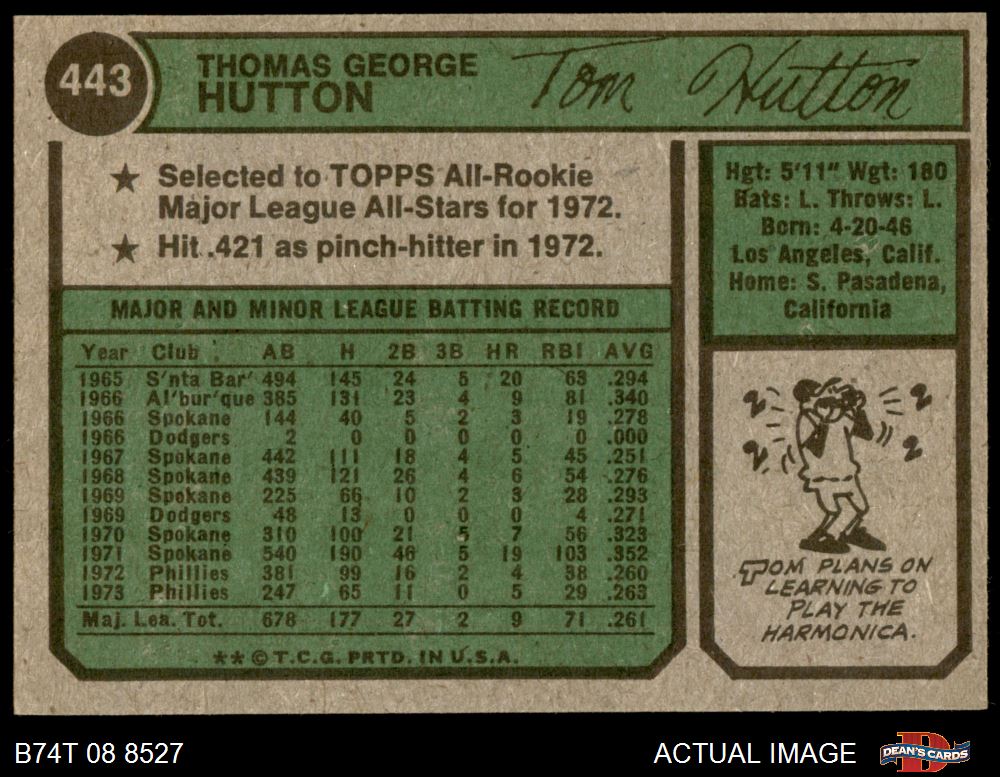 443
THOMAS GEORGE
HUTTON
Tom Hutton
★ Selected to TOPPS All-Rookie
Major League All-Stars for 1972.
★ Hit .421 as pinch-hitter in 1972.
Hgt: 5'11" Wgt: 180
Bats: L. Throws: L.
Born: 4-20-46
Los Angeles, Calif.
Home: S. Pasadena,
California
MAJOR AND MINOR LEAGUE BATTING RECORD
Year Club AB H 2B 3B HR RBI AVG
1965 S'nta Bar' 494 145 24 5 20 63 .294
1966 Al'bur'que 385 131 23 4 9 81 .340
1966 Spokane 144 40 5 2 3 19 .278
1966 Dodgers 2 0 0 0 0 0 .000
1967 Spokane 442 111 18 4 5 45 .251
1968 Spokane 439 121 26 4 6 54 .276
1969 Spokane 225 66 10 2 3 28 .293
1969 Dodgers 48 13 0 0 0 4 .271
1970 Spokane 310 100 21 5 7 56 .323
1971 Spokane 540 190 46 5 19 103 .352
1972 Phillies 381 99 16 2 4 38 .260
1973 Phillies 247 65 11 0 5 29 .263
Maj. Lea. Tot. 678 177 27 2 9 71 .261
** © T.C.G. PRTD. IN U.S.A.
TOM PLANS ON
LEARNING TO
PLAY THE
HARMONICA.
B74T 08 8527
ACTUAL IMAGE
DEAN'S CARDS